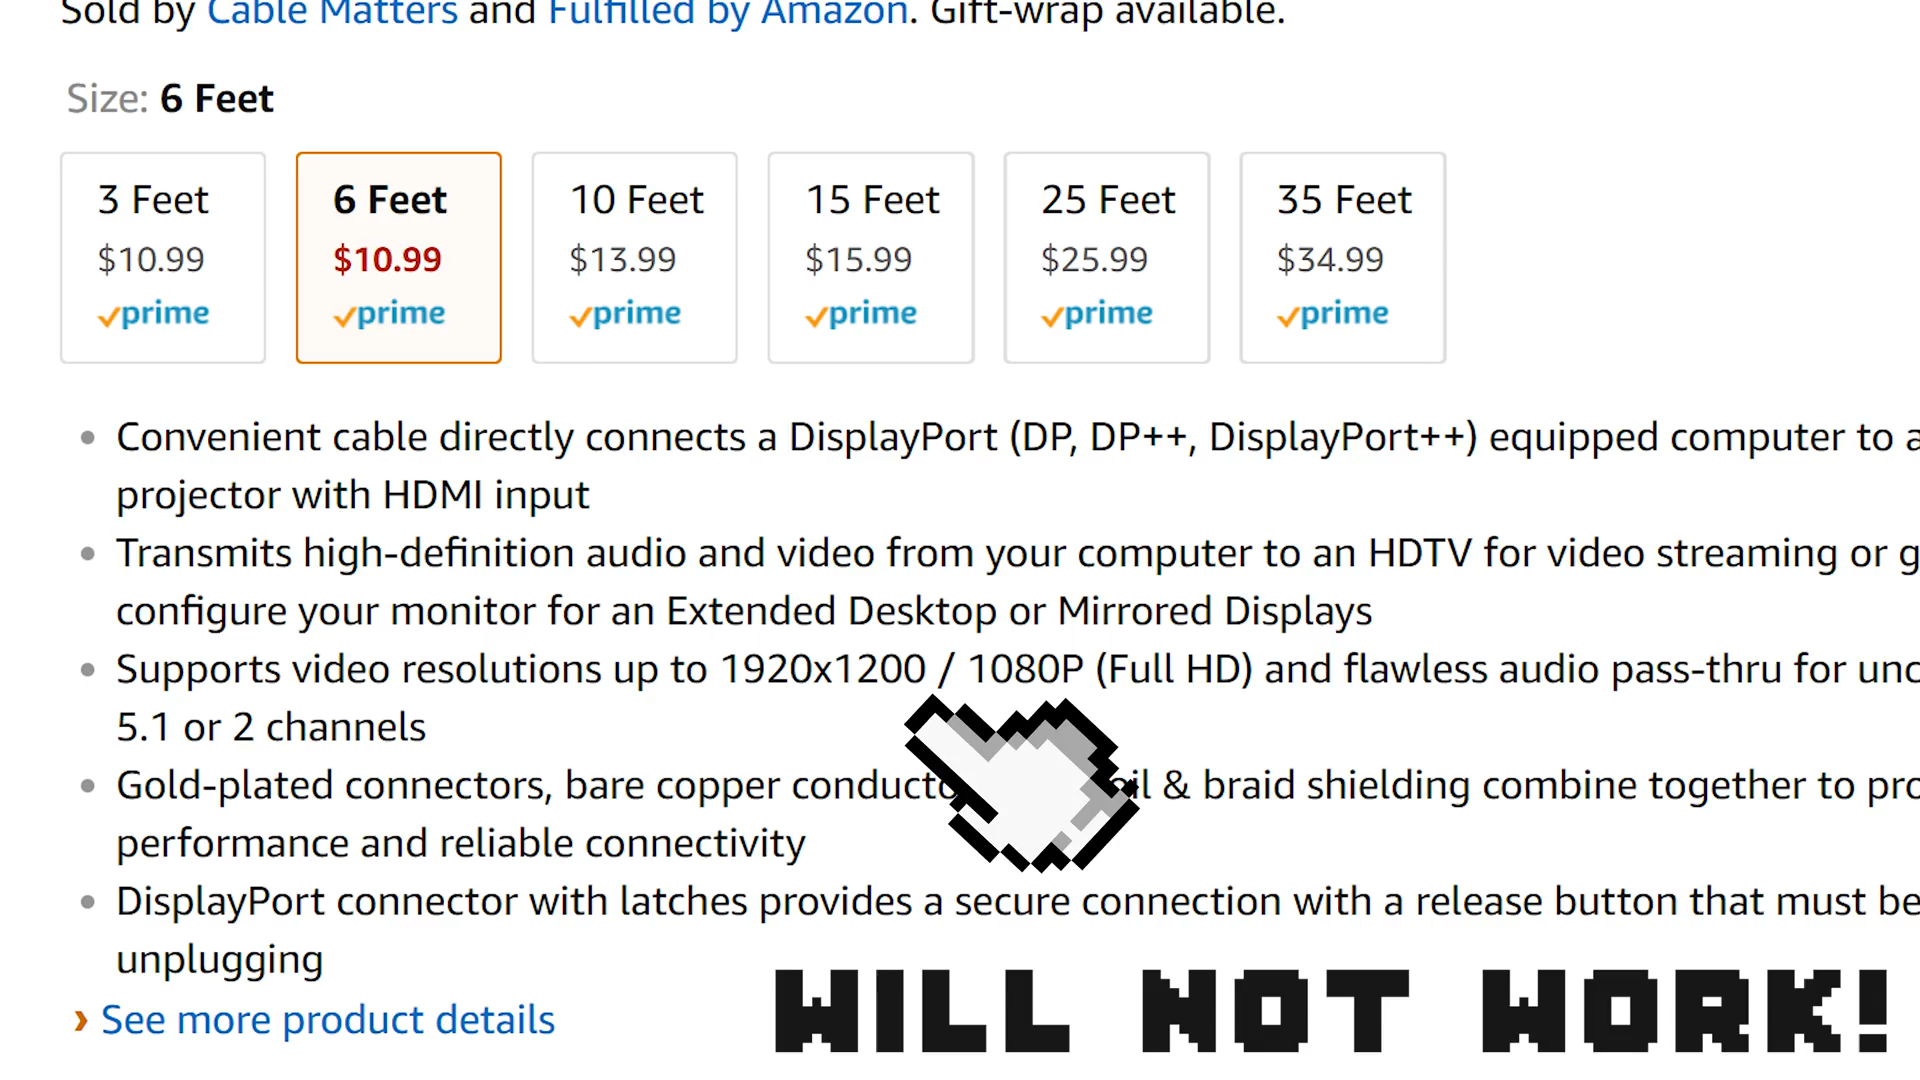 Sold by Cable Matters and Fulfilled by Amazon. Gift-wrap available.
Size: 6 Feet
3 Feet
$10.99
prime
6 Feet
$10.99
prime
10 Feet
$13.99
prime
15 Feet
$15.99
prime
25 Feet
$25.99
prime
35 Feet
$34.99
prime
Convenient cable directly connects a DisplayPort (DP, DP++, DisplayPort++) equipped computer to
projector with HDMI input
Transmits high-definition audio and video from your computer to an HDTV for video streaming or
configure your monitor for an Extended Desktop or Mirrored Displays
Supports video resolutions up to 1920x1200 / 1080P (Full HD) and flawless audio pass-thru for
5.1 or 2 channels
Gold-plated connectors, bare copper & braid shielding combine together to
performance and reliable connectivity
DisplayPort connector with latches provides a secure connection with a release button that must be
unplugging
› See more product details
WILL NOT WORK!